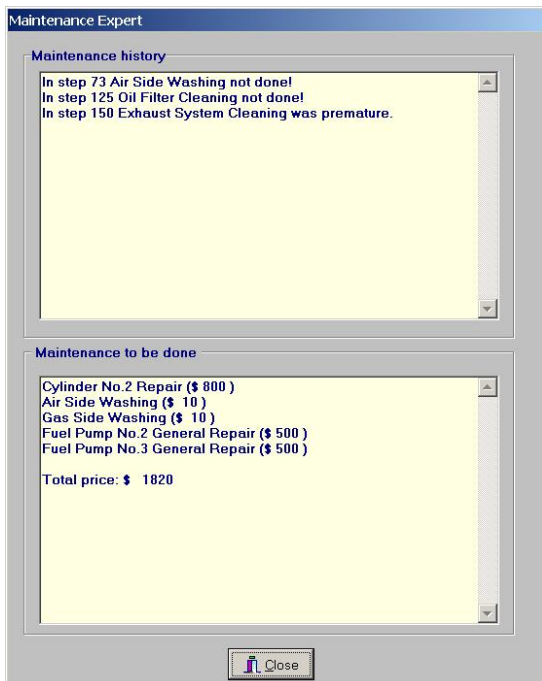 Maintenance Expert
Maintenance history
In step 73 Air Side Washing not done!
In step 125 Oil Filter Cleaning not done!
In step 150 Exhaust System Cleaning was premature.
Maintenance to be done
Cylinder No.2 Repair ($ 800 )
Air Side Washing ($  10 )
Gas Side Washing ($  10 )
Fuel Pump No.2 General Repair ($ 500 )
Fuel Pump No.3 General Repair ($ 500 )
Total price: $   1820
Close